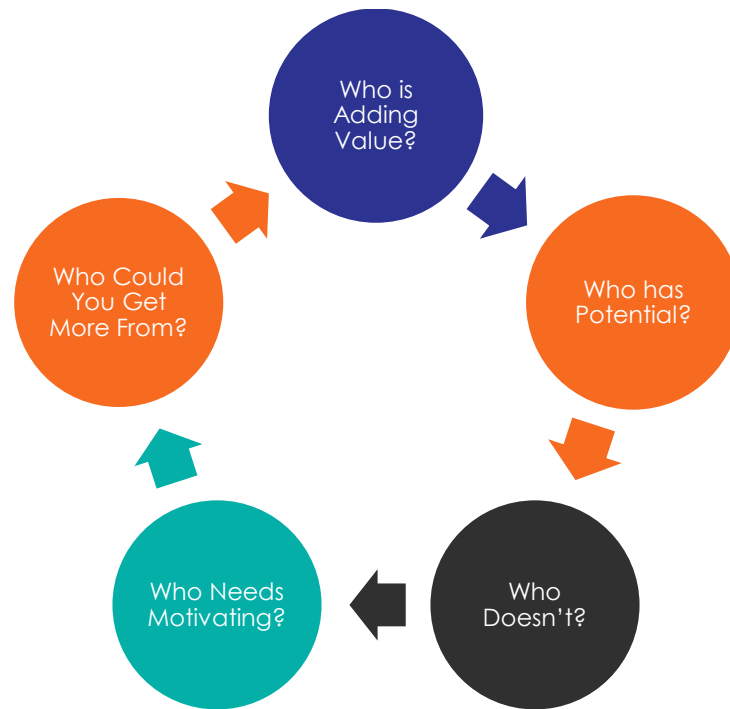 Who is
Adding
Value?
Who has
Potential?
Who
Doesn’t?
Who Needs
Motivating?
Who Could
You Get
More From?